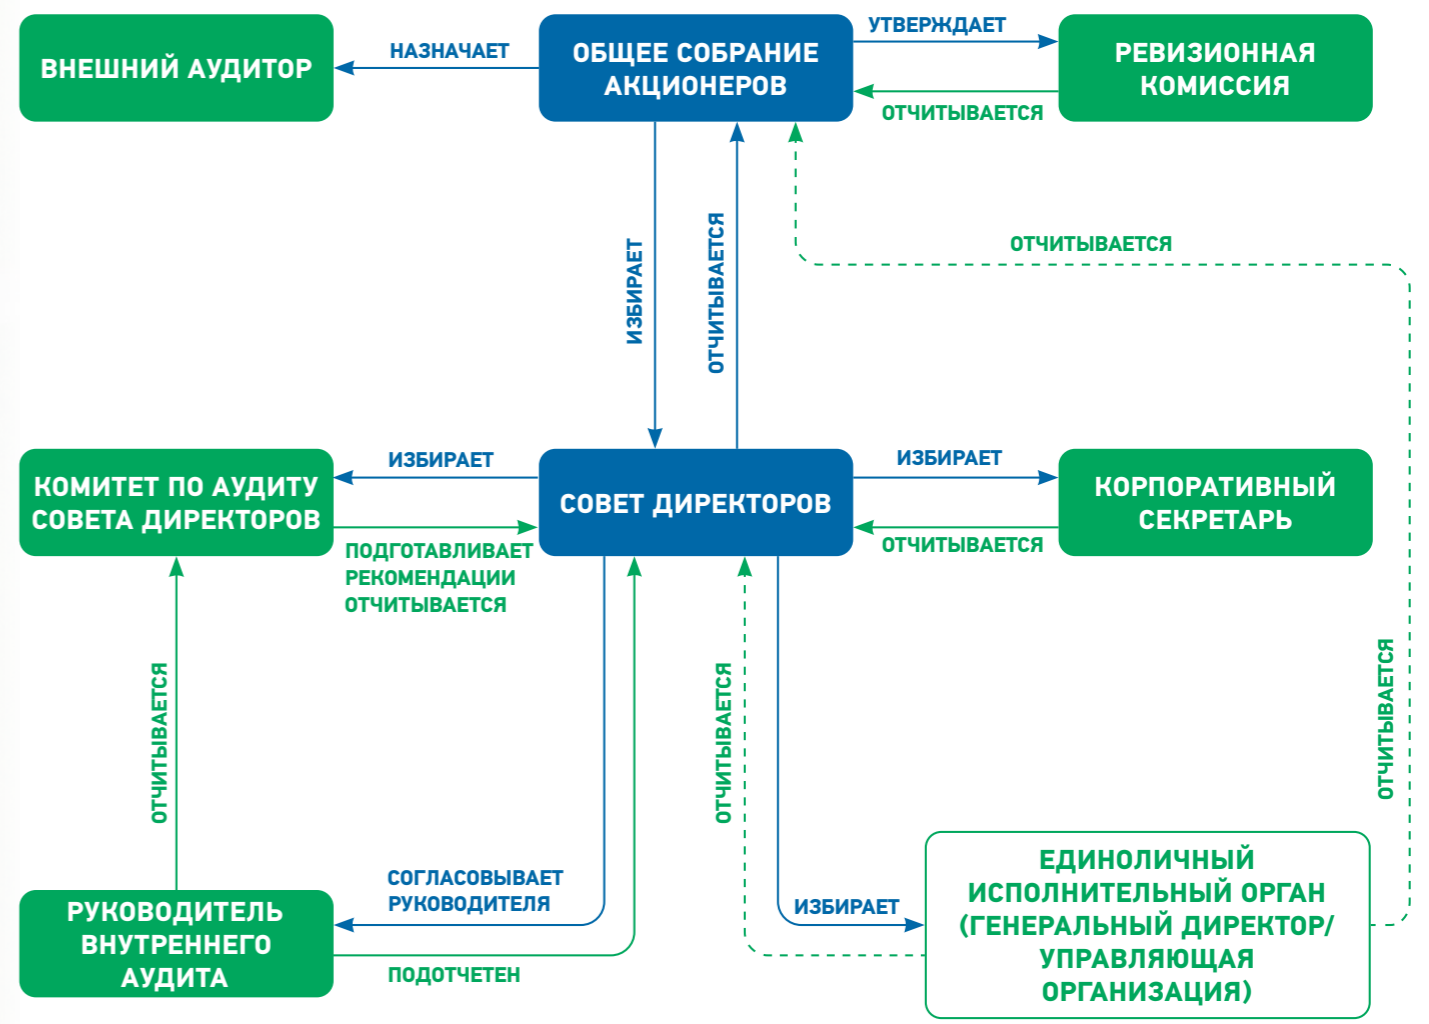 ВНЕШНИЙ АУДИТОР
НАЗНАЧАЕТ
ОБЩЕЕ СОБРАНИЕ
АКЦИОНЕРОВ
УТВЕРЖДАЕТ
ОТЧИТЫВАЕТСЯ
РЕВИЗИОННАЯ
КОМИССИЯ
ИЗБИРАЕТ
ОТЧИТЫВАЕТСЯ
ОТЧИТЫВАЕТСЯ
КОМИТЕТ ПО АУДИТУ
СОВЕТА ДИРЕКТОРОВ
ИЗБИРАЕТ
ПОДГОТАВЛИВАЕТ
РЕКОМЕНДАЦИИ
ОТЧИТЫВАЕТСЯ
СОВЕТ ДИРЕКТОРОВ
ИЗБИРАЕТ
ОТЧИТЫВАЕТСЯ
КОРПОРАТИВНЫЙ
СЕКРЕТАРЬ
ОТЧИТЫВАЕТСЯ
ОТЧИТЫВАЕТСЯ
ОТЧИТЫВАЕТСЯ
РУКОВОДИТЕЛЬ
ВНУТРЕННЕГО
АУДИТА
СОГЛАСОВЫВАЕТ
РУКОВОДИТЕЛЯ
ПОДОТЧЕТЕН
ИЗБИРАЕТ
ЕДИНОЛИЧНЫЙ
ИСПОЛНИТЕЛЬНЫЙ ОРГАН
(ГЕНЕРАЛЬНЫЙ ДИРЕКТОР/
УПРАВЛЯЮЩАЯ
ОРГАНИЗАЦИЯ)